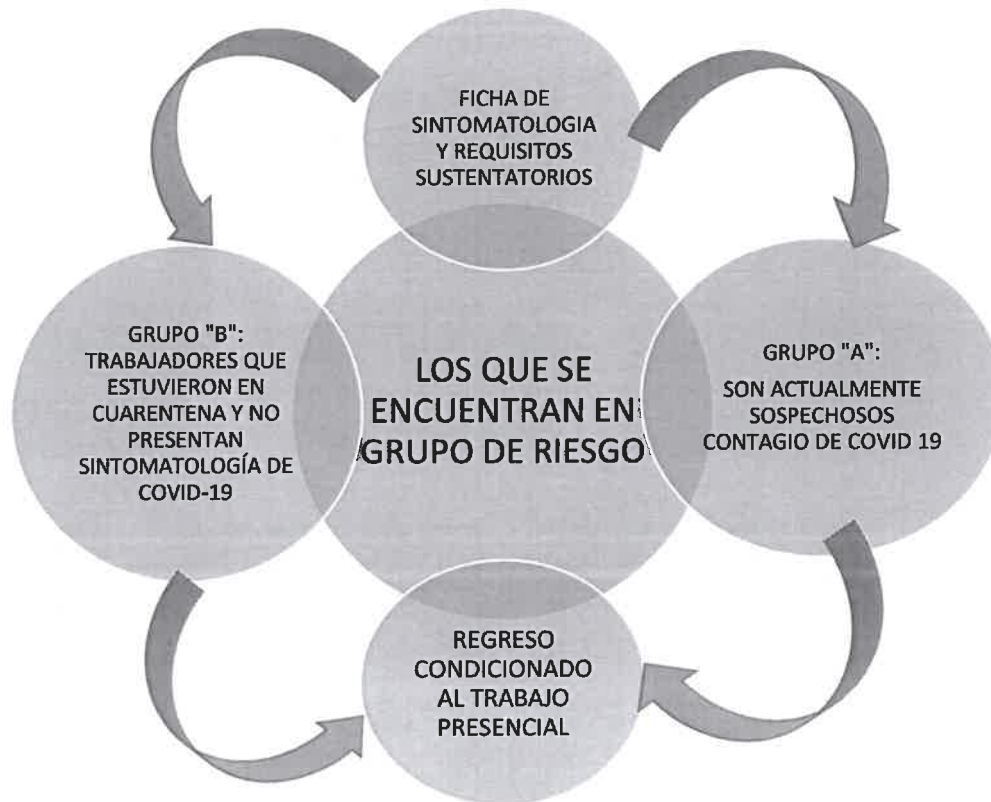 FICHA DE
SINTOMATOLOGIA
Y REQUISITOS
SUSTENTATORIOS
GRUPO "B":
TRABAJADORES QUE
ESTUVIERON EN
CUARENTENA Y NO
PRESENTAN
SINTOMATOLOGÍA DE
COVID-19
LOS QUE SE
ENCUENTRAN EN
GRUPO DE RIESGO
GRUPO "A":
SON ACTUALMENTE
SOSPECHOSOS
CONTAGIO DE COVID 19
REGRESO
CONDICIONADO
AL TRABAJO
PRESENCIAL